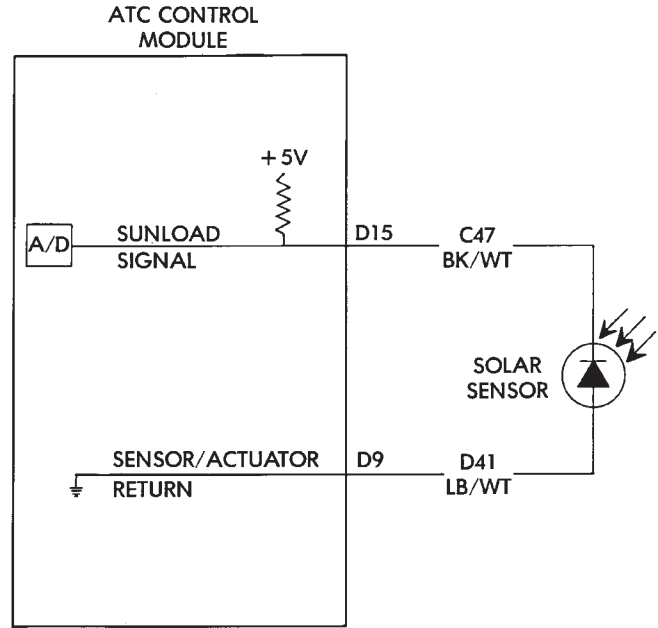 ATC CONTROL
MODULE
+5V
A/D
SUNLOAD
SIGNAL
D15
C47
BK/WT
SOLAR
SENSOR
SENSOR/ACTUATOR
RETURN
D9
D41
LB/WT